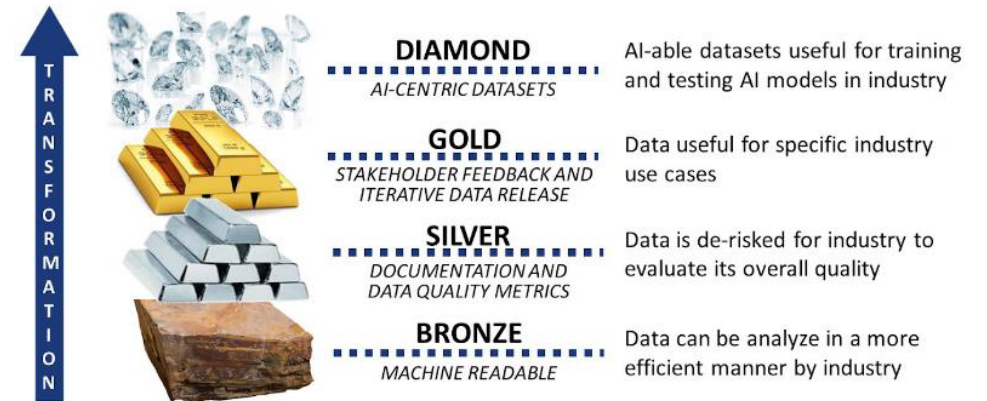 TRANSFORMATION
DIAMOND
AI-CENTRIC DATASETS
AI-able datasets useful for training
and testing AI models in industry
GOLD
STAKEHOLDER FEEDBACK AND
ITERATIVE DATA RELEASE
Data useful for specific industry
use cases
SILVER
DOCUMENTATION AND
DATA QUALITY METRICS
Data is de-risked for industry to
evaluate its overall quality
BRONZE
MACHINE READABLE
Data can be analyze in a more
efficient manner by industry